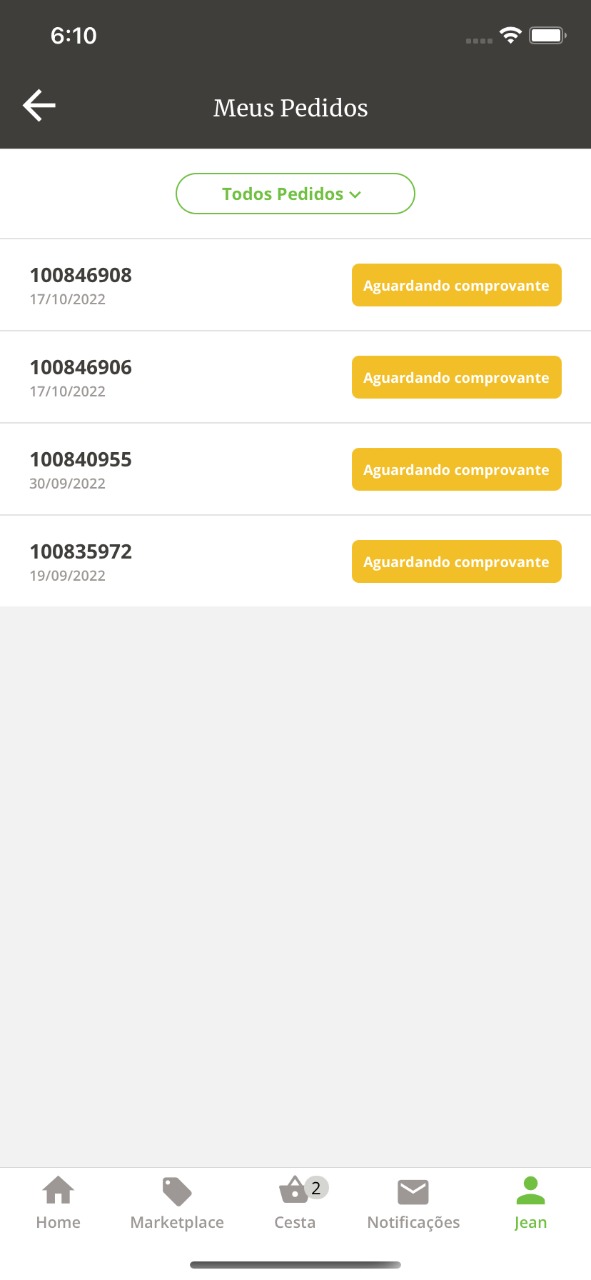 6:10
Meus Pedidos
Todos Pedidos
100846908
17/10/2022
Aguardando comprovante
100846906
17/10/2022
Aguardando comprovante
100840955
30/09/2022
Aguardando comprovante
100835972
19/09/2022
Aguardando comprovante
2
Home Marketplace Cesta Notificações Jean